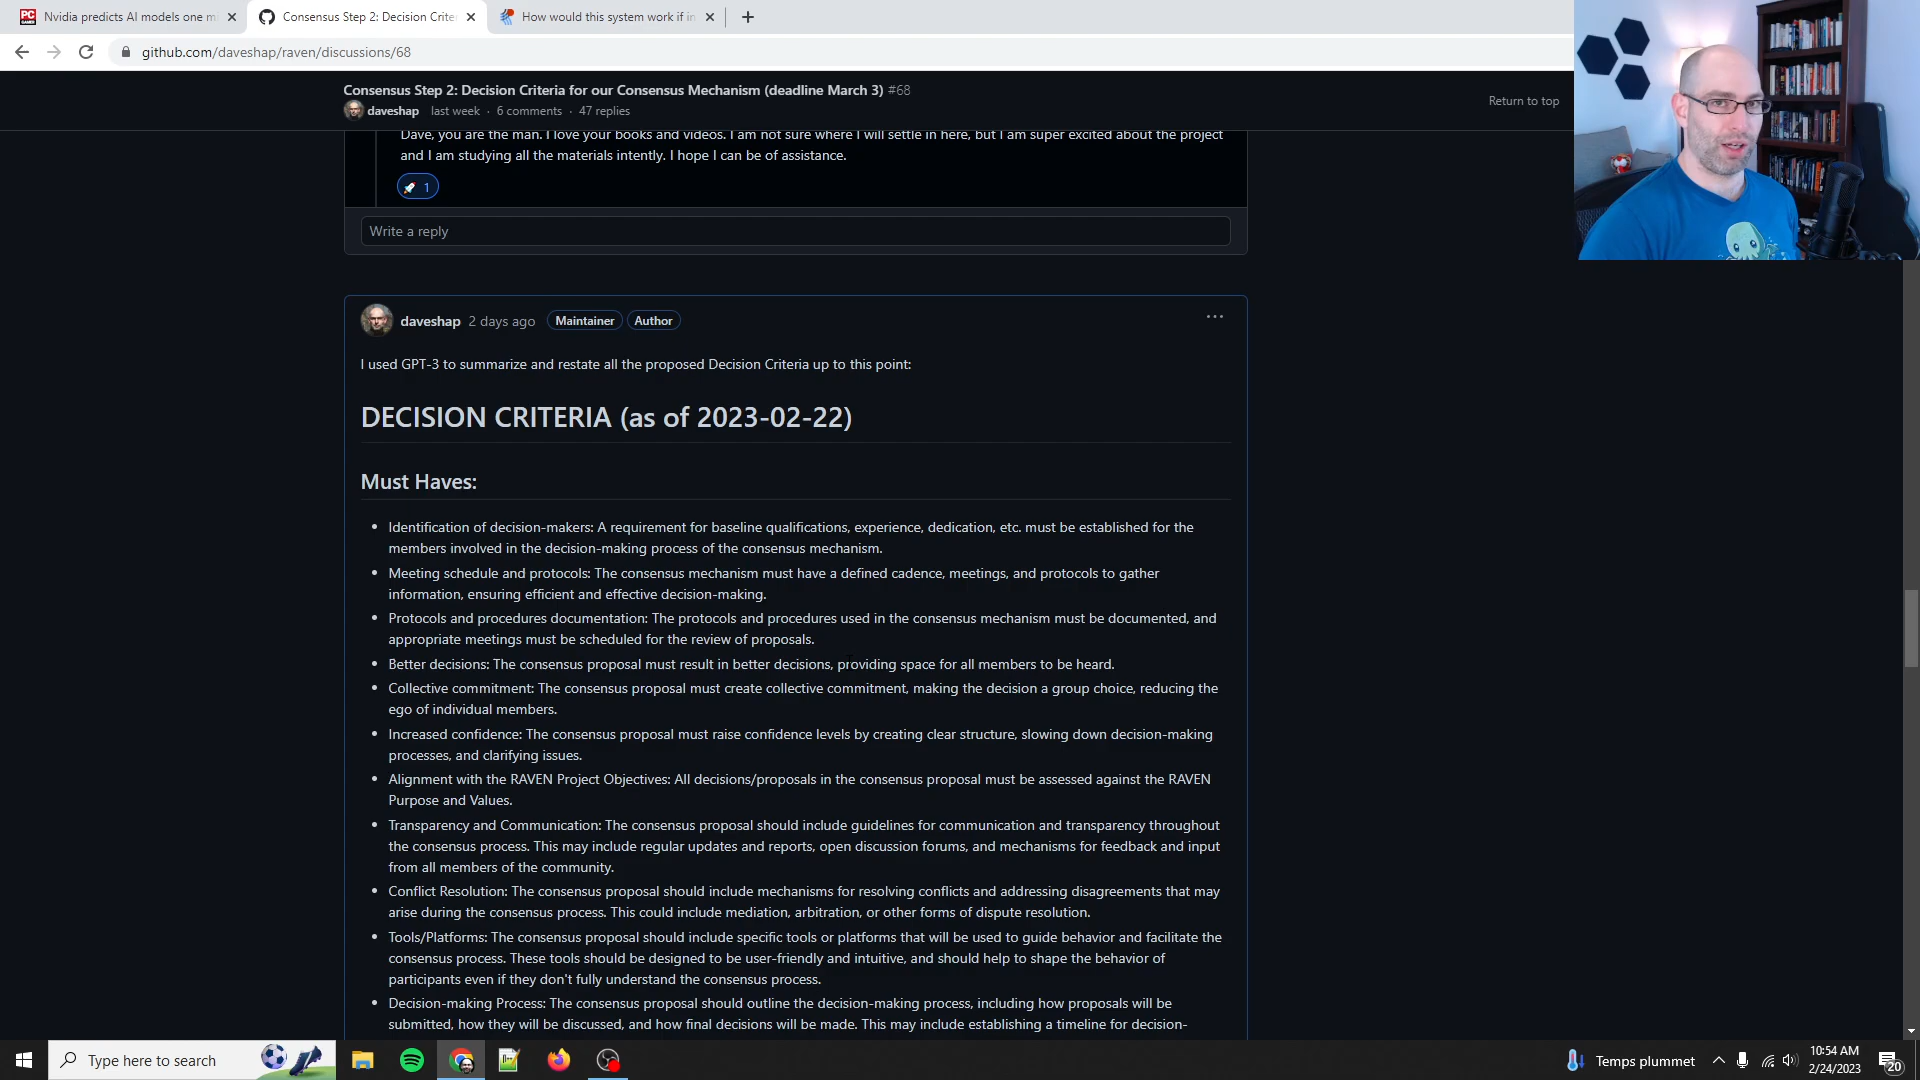 Nvidia predicts AI models one m
Consensus Step 2: Decision Crite
How would this system work if in
github.com/daveshap/raven/discussions/68
Consensus Step 2: Decision Criteria for our Consensus Mechanism (deadline March 3) #68
daveshap last week · 6 comments · 47 replies
Return to top
Dave, you are the man. I love your books and videos. I am not sure where I will settle in here, but I am super excited about the project
and I am studying all the materials intently. I hope I can be of assistance.
1
Write a reply
daveshap 2 days ago Maintainer Author
I used GPT-3 to summarize and restate all the proposed Decision Criteria up to this point:
DECISION CRITERIA (as of 2023-02-22)
Must Haves:
• Identification of decision-makers: A requirement for baseline qualifications, experience, dedication, etc. must be established for the
members involved in the decision-making process of the consensus mechanism.
• Meeting schedule and protocols: The consensus mechanism must have a defined cadence, meetings, and protocols to gather
information, ensuring efficient and effective decision-making.
• Protocols and procedures documentation: The protocols and procedures used in the consensus mechanism must be documented, and
appropriate meetings must be scheduled for the review of proposals.
• Better decisions: The consensus proposal must result in better decisions, providing space for all members to be heard.
• Collective commitment: The consensus proposal must create collective commitment, making the decision a group choice, reducing the
ego of individual members.
• Increased confidence: The consensus proposal must raise confidence levels by creating clear structure, slowing down decision-making
processes, and clarifying issues.
• Alignment with the RAVEN Project Objectives: All decisions/proposals in the consensus proposal must be assessed against the RAVEN
Purpose and Values.
• Transparency and Communication: The consensus proposal should include guidelines for communication and transparency throughout
the consensus process. This may include regular updates and reports, open discussion forums, and mechanisms for feedback and input
from all members of the community.
• Conflict Resolution: The consensus proposal should include mechanisms for resolving conflicts and addressing disagreements that may
arise during the consensus process. This could include mediation, arbitration, or other forms of dispute resolution.
• Tools/Platforms: The consensus proposal should include specific tools or platforms that will be used to guide behavior and facilitate the
consensus process. These tools should be designed to be user-friendly and intuitive, and should help to shape the behavior of
participants even if they don't fully understand the consensus process.
• Decision-making Process: The consensus proposal should outline the decision-making process, including how proposals will be
submitted, how they will be discussed, and how final decisions will be made. This may include establishing a timeline for decision-
Type here to search
Temps plummet
10:54 AM
2/24/2023
20